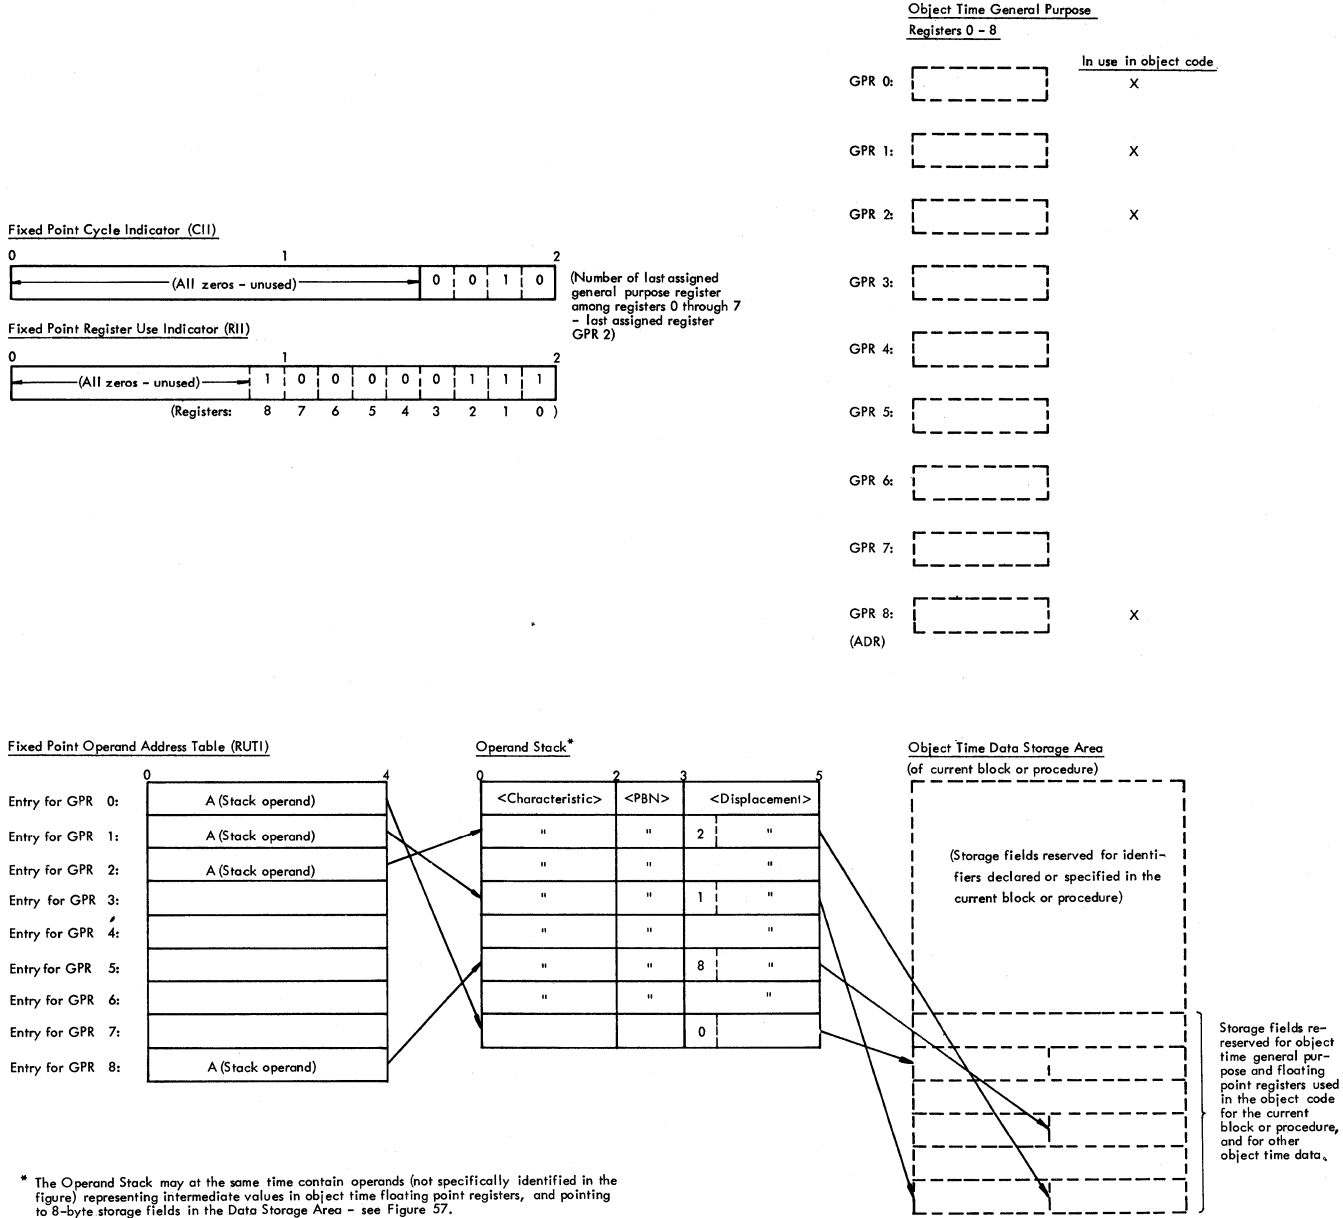 Object Time General Purpose
Registers 0 - 8
In use in object code
GPR 0: X
GPR 1: X
GPR 2: X
GPR 3:
GPR 4:
GPR 5:
GPR 6:
GPR 7:
GPR 8: X
(ADR)
Fixed Point Cycle Indicator (CII)
0 1 2
(All zeros - unused) 0 0 1 0
(Number of last assigned
general purpose register
among registers 0 through 7
- last assigned register
GPR 2)
Fixed Point Register Use Indicator (RII)
0 1 2
(All zeros - unused) 1 0 0 0 0 0 1 1 1
(Registers: 8 7 6 5 4 3 2 1 0 )
Fixed Point Operand Address Table (RUTI)
0 4
Entry for GPR 0: A (Stack operand)
Entry for GPR 1: A (Stack operand)
Entry for GPR 2: A (Stack operand)
Entry for GPR 3:
Entry for GPR 4:
Entry for GPR 5:
Entry for GPR 6:
Entry for GPR 7:
Entry for GPR 8: A (Stack operand)
Operand Stack*
0 2 3 5
<Characteristic> <PBN> <Displacement>
" " 2 "
" " "
" " 1 "
" " "
" " 8 "
" " "
0
Object Time Data Storage Area
(of current block or procedure)
(Storage fields reserved for identi-
fiers declared or specified in the
current block or procedure)
Storage fields re-
reserved for object
time general pur-
pose and floating
point registers used
in the object code
for the current
block or procedure,
and for other
object time data.
* The Operand Stack may at the same time contain operands (not specifically identified in the
figure) representing intermediate values in object time floating point registers, and pointing
to 8-byte storage fields in the Data Storage Area - see Figure 57.